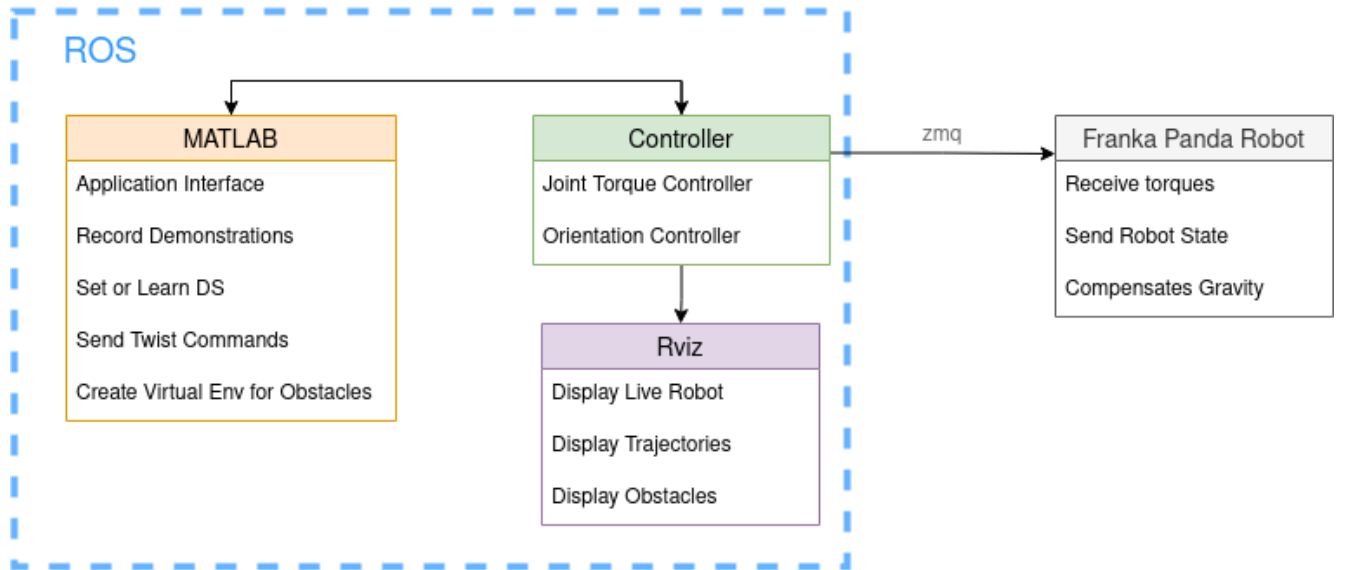 ROS
MATLAB
Application Interface
Record Demonstrations
Set or Learn DS
Send Twist Commands
Create Virtual Env for Obstacles
Controller
Joint Torque Controller
Orientation Controller
Rviz
Display Live Robot
Display Trajectories
Display Obstacles
zmq
Franka Panda Robot
Receive torques
Send Robot State
Compensates Gravity